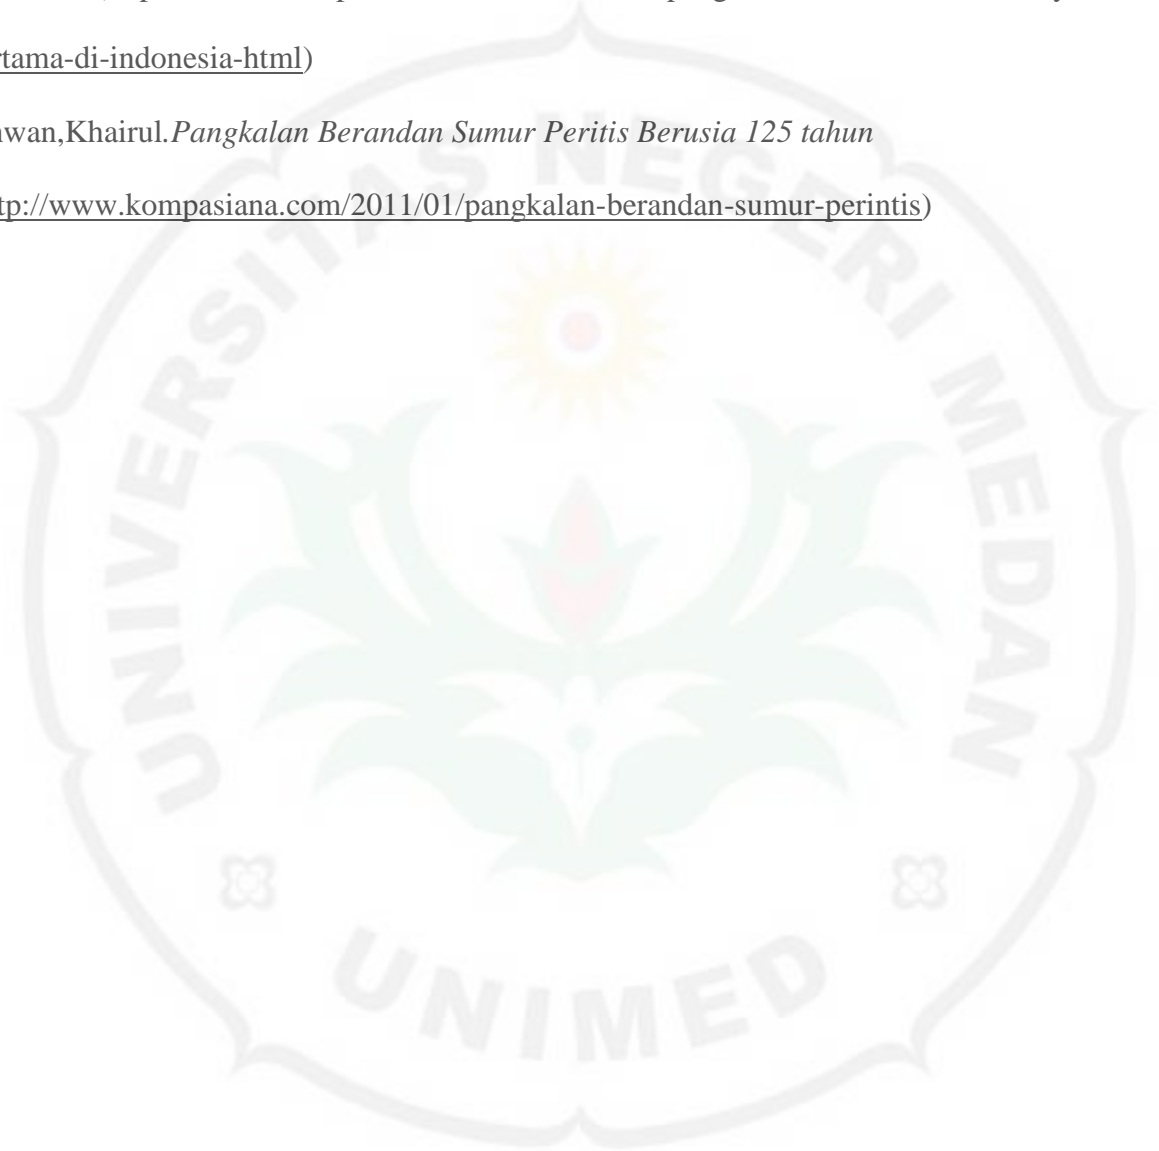 rtama-di-indonesia-html)
wan,Khairul.Pangkalan Berandan Sumur Peritis Berusia 125 tahun
tp://www.kompasiana.com/2011/01/pangkalan-berandan-sumur-perintis)
UNIVERSITAS NEGERI MEDAN
UNIMED